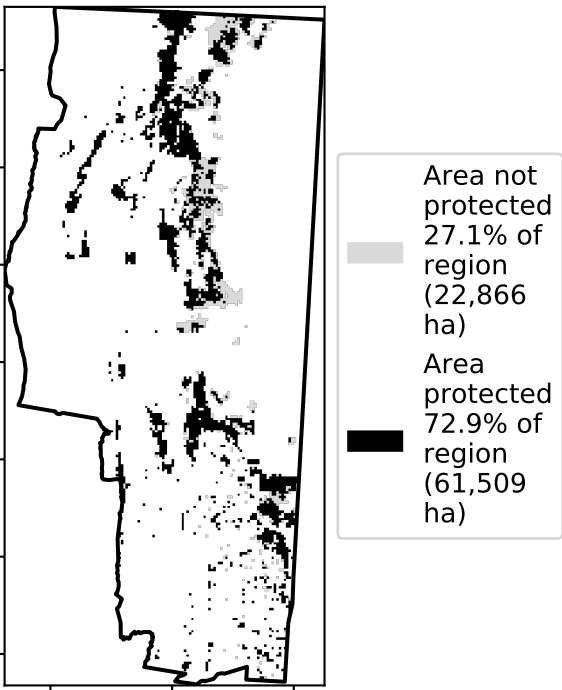 Area not
protected
27.1% of
region
(22,866
ha)
Area
protected
72.9% of
region
(61,509
ha)